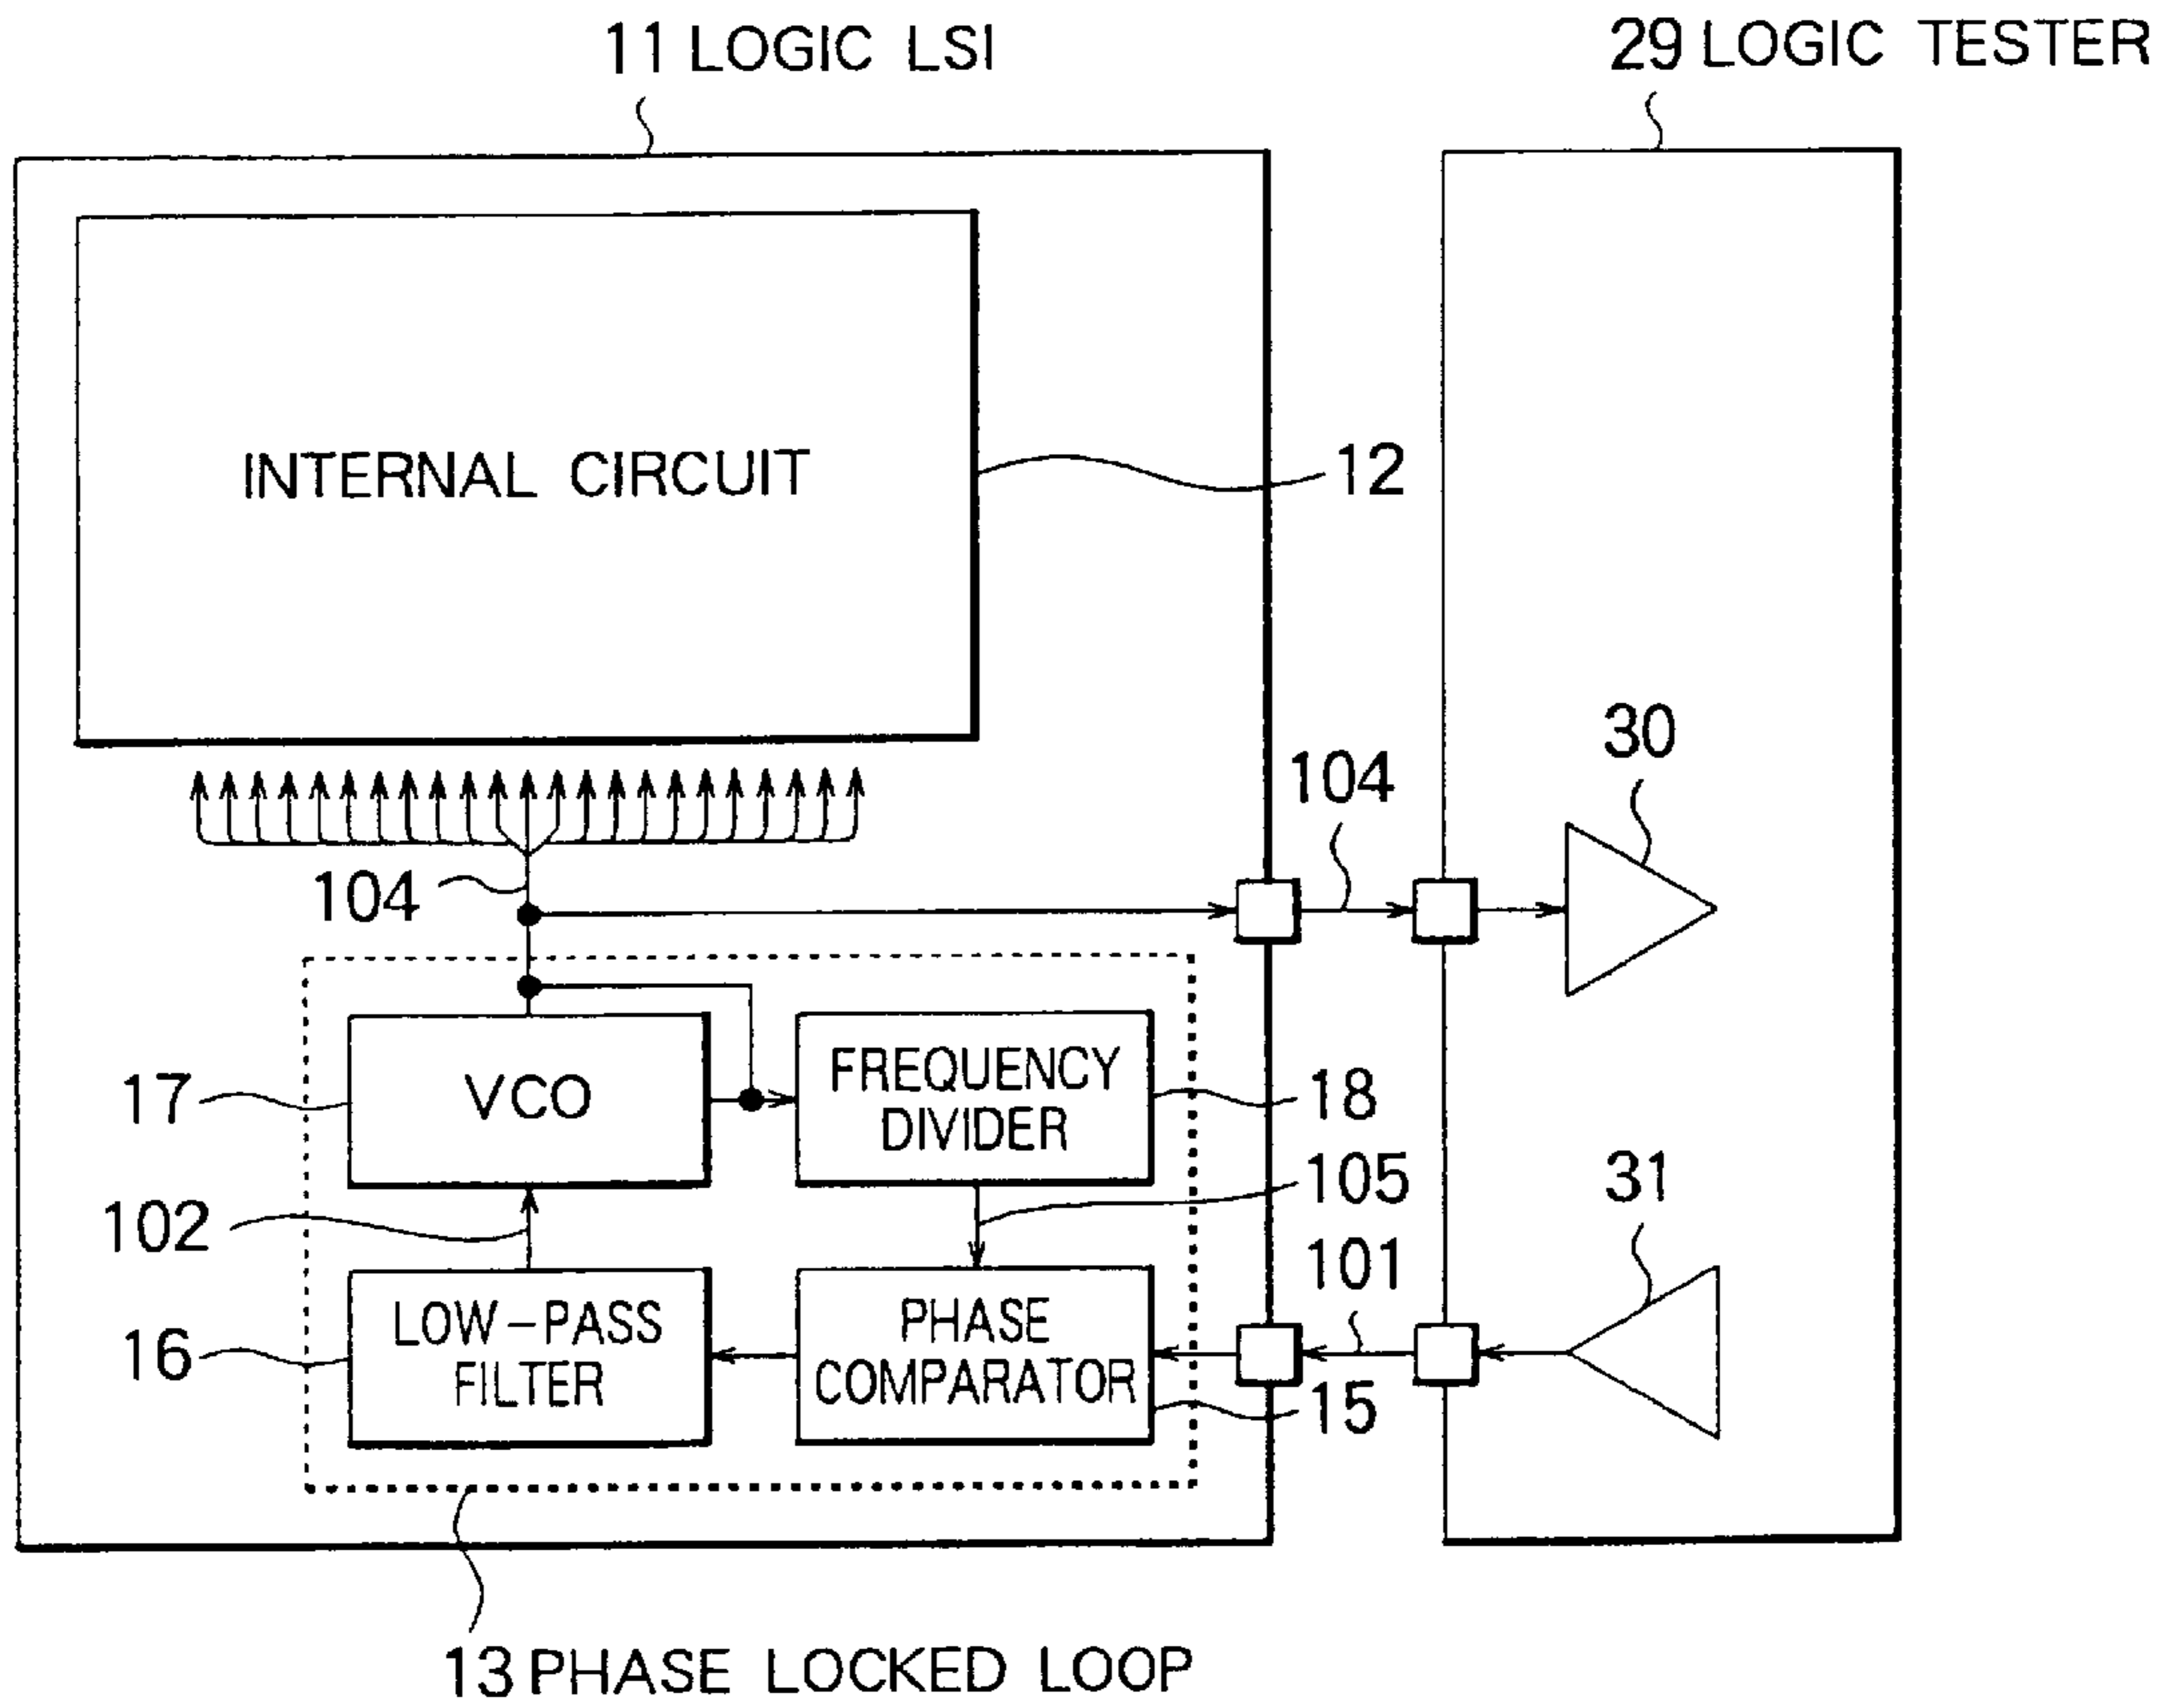 11 LOGIC LSI
29 LOGIC TESTER
INTERNAL CIRCUIT
12
30
104
104
17
VCO
FREQUENCY
DIVIDER
18
105
31
102
101
16
LOW-PASS
FILTER
PHASE
COMPARATOR
15
13 PHASE LOCKED LOOP